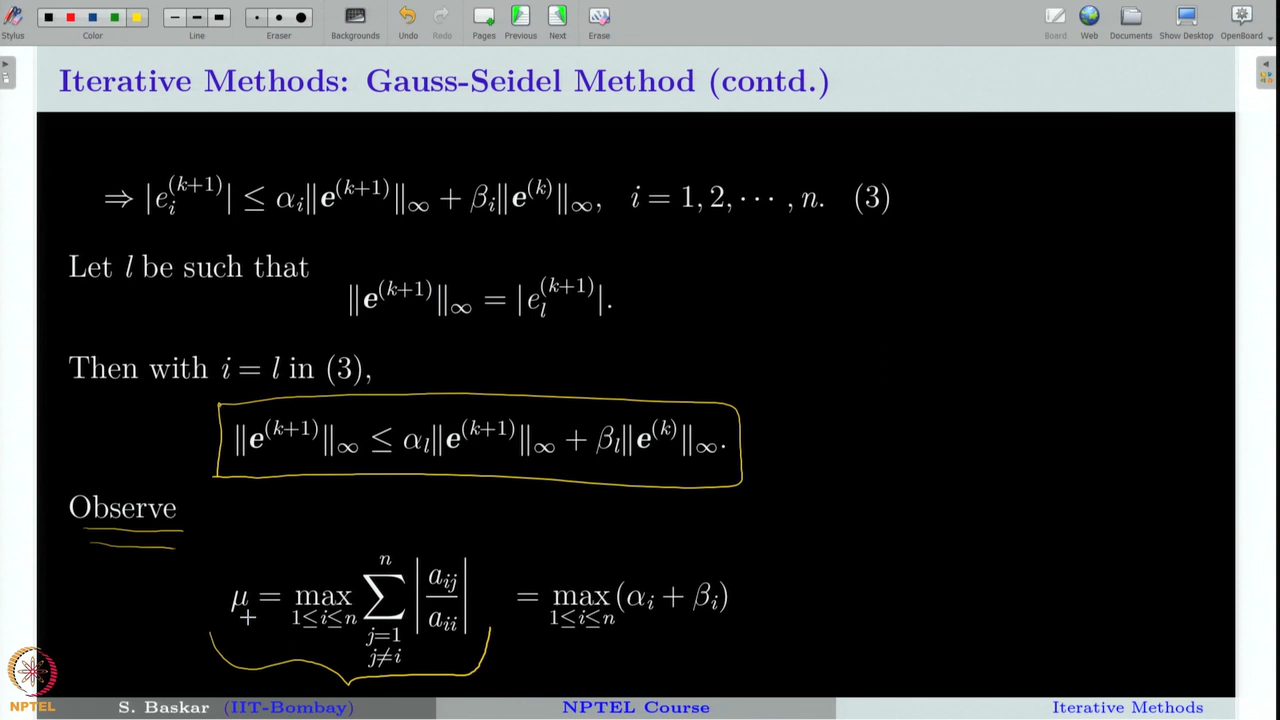 Stylus Color Line Eraser Backgrounds Undo Redo Pages Previous Next Erase Board Web Documents Show Desktop OpenBoard
Iterative Methods: Gauss-Seidel Method (contd.)
⇒ |e_i^{(k+1)}| ≤ α_i‖e^{(k+1)}‖_∞ + β_i‖e^{(k)}‖_∞, i = 1, 2, ⋯ , n. (3)
Let l be such that
‖e^{(k+1)}‖_∞ = |e_l^{(k+1)}|.
Then with i = l in (3),
‖e^{(k+1)}‖_∞ ≤ α_l‖e^{(k+1)}‖_∞ + β_l‖e^{(k)}‖_∞.
Observe
μ = max_{1≤i≤n} ∑_{j=1, j≠i}^{n} |a_{ij}/a_{ii}| = max_{1≤i≤n}(α_i + β_i)
NPTEL
S. Baskar (IIT-Bombay) NPTEL Course Iterative Methods